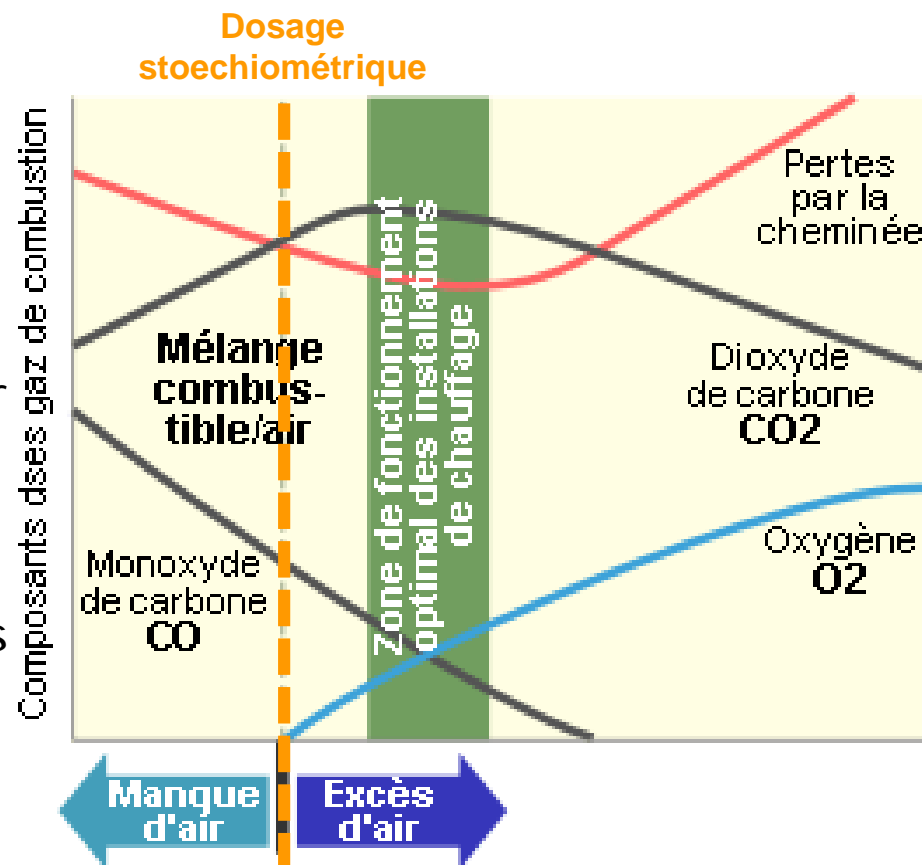 Dosage
stoechiométrique
Composants dses gaz de combustion
Pertes
par la
cheminée
Mélange
combus-
tible/air
Zone de fonctionnement
optimal des installations
de chauffage
Dioxyde
de carbone
CO2
Oxygène
O2
Monoxyde
de carbone
CO
Manque
d'air
Excès
d'air